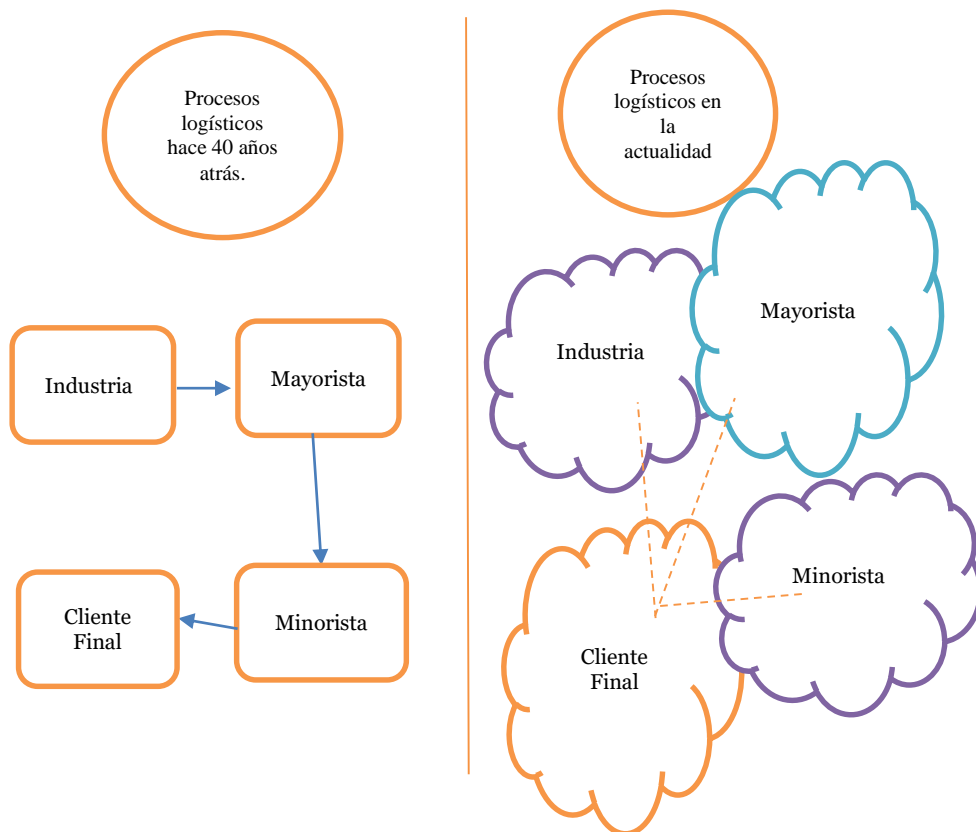 Procesos
logísticos
hace 40 años
atrás.
Industria
Mayorista
Cliente
Final
Minorista
Procesos
logísticos en
la
actualidad
Industria
Mayorista
Cliente
Final
Minorista